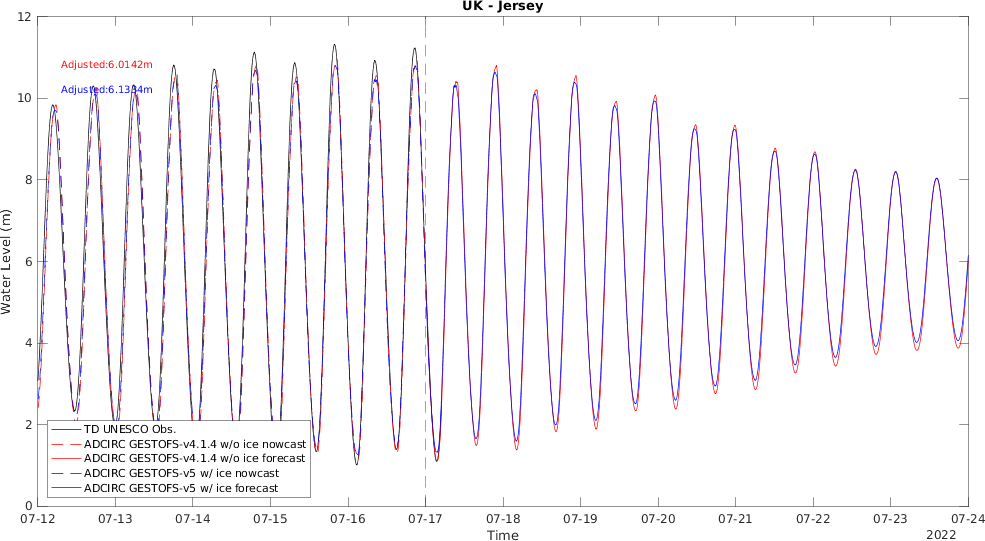 UK - Jersey
12
Adjusted:6.0142m
Adjusted:6.1334m
10
8
6
4
2
0
Water Level (m)
TD UNESCO Obs.
ADCIRC GESTOFS-v4.1.4 w/o ice nowcast
ADCIRC GESTOFS-v4.1.4 w/o ice forecast
ADCIRC GESTOFS-v5 w/ ice nowcast
ADCIRC GESTOFS-v5 w/ ice forecast
07-12 07-13 07-14 07-15 07-16 07-17 07-18 07-19 07-20 07-21 07-22 07-23 07-24
Time
2022